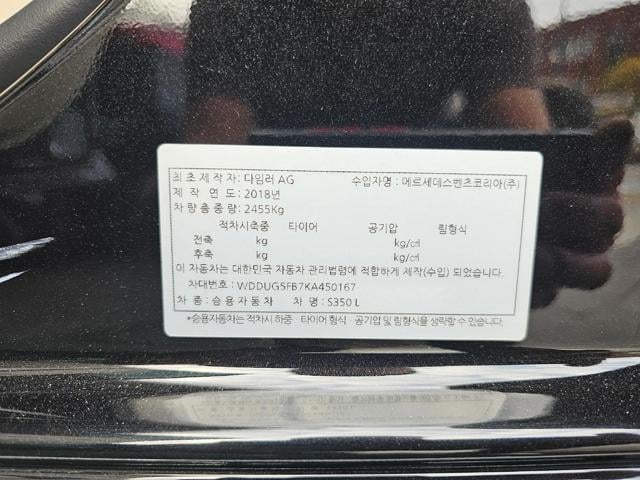 최초제작자: 다임러 AG 수입자명 : 메르세데스벤츠코리아(주)
제 작 연 도: 2018년
차량총중량: 2455Kg
적차시축중 타이어 공기압 림형식
전축 kg kg/㎠
후축 kg kg/㎠
이 자동차는 대한민국 자동차 관리법령에 적합하게 제작(수입) 되었습니다.
차대번호: WDDUG5FB7KA450167
차 종 : 승용자동차 차 명 : S350 L
*승용자동차는 적차시 하중 타이어 형식 공기압 및 림형식을 생략할 수 있습니다.